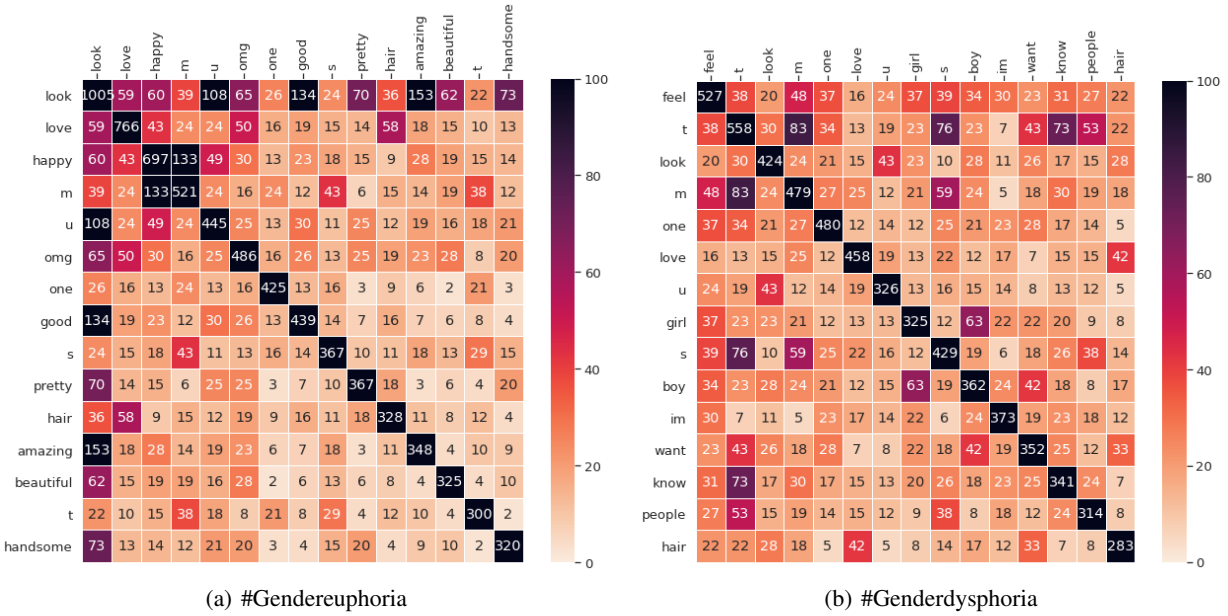 look love happy m u omg one good s pretty hair amazing beautiful t handsome
look 1005 59 60 39 108 65 26 134 24 70 36 153 62 22 73
love 59 766 43 24 24 50 16 19 15 14 58 18 15 10 13
happy 60 43 697 133 49 30 13 23 18 15 9 28 19 15 14
m 39 24 133 521 24 16 24 12 43 6 15 14 19 38 12
u 108 24 49 24 445 25 13 30 11 25 12 19 16 18 21
omg 65 50 30 16 25 486 16 26 13 25 19 23 28 8 20
one 26 16 13 24 13 16 425 13 16 3 9 6 2 21 3
good 134 19 23 12 30 26 13 439 14 7 16 7 6 8 4
s 24 15 18 43 11 13 16 14 367 10 11 18 13 29 15
pretty 70 14 15 6 25 25 3 7 10 367 18 3 6 4 20
hair 36 58 9 15 12 19 9 16 11 18 328 11 8 12 4
amazing 153 18 28 14 19 23 6 7 18 3 11 348 4 10 9
beautiful 62 15 19 19 16 28 2 6 13 6 8 4 325 4 10
t 22 10 15 38 18 8 21 8 29 4 12 10 4 300 2
handsome 73 13 14 12 21 20 3 4 15 20 4 9 10 2 320
100
80
60
40
20
0
(a) #Gendereuphoria
feel t look m one love u girl s boy im want know people hair
feel 527 38 20 48 37 16 24 37 39 34 30 23 31 27 22
t 38 558 30 83 34 13 19 23 76 23 7 43 73 53 22
look 20 30 424 24 21 15 43 23 10 28 11 26 17 15 28
m 48 83 24 479 27 25 12 21 59 24 5 18 30 19 18
one 37 34 21 27 480 12 14 12 25 21 23 28 17 14 5
love 16 13 15 25 12 458 19 13 22 12 17 7 15 15 42
u 24 19 43 12 14 19 326 13 16 15 14 8 13 12 5
girl 37 23 23 21 12 13 13 325 12 63 22 22 20 9 8
s 39 76 10 59 25 22 16 12 429 19 6 18 26 38 14
boy 34 23 28 24 21 12 15 63 19 362 24 42 18 8 17
im 30 7 11 5 23 17 14 22 6 24 373 19 23 18 12
want 23 43 26 18 28 7 8 22 18 42 19 352 25 12 33
know 31 73 17 30 17 15 13 20 26 18 23 25 341 24 7
people 27 53 15 19 14 15 12 9 38 8 18 12 24 314 8
hair 22 22 28 18 5 42 5 8 14 17 12 33 7 8 283
100
80
60
40
20
0
(b) #Genderdysphoria